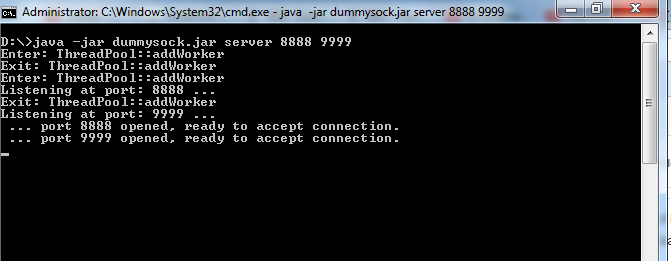 Administrator: C:\Windows\System32\cmd.exe - java  -jar dummysock.jar server 8888 9999
D:\>java -jar dummysock.jar server 8888 9999
Enter: ThreadPool::addWorker
Exit: ThreadPool::addWorker
Enter: ThreadPool::addWorker
Listening at port: 8888 ...
Exit: ThreadPool::addWorker
Listening at port: 9999 ...
 ... port 8888 opened, ready to accept connection.
 ... port 9999 opened, ready to accept connection.